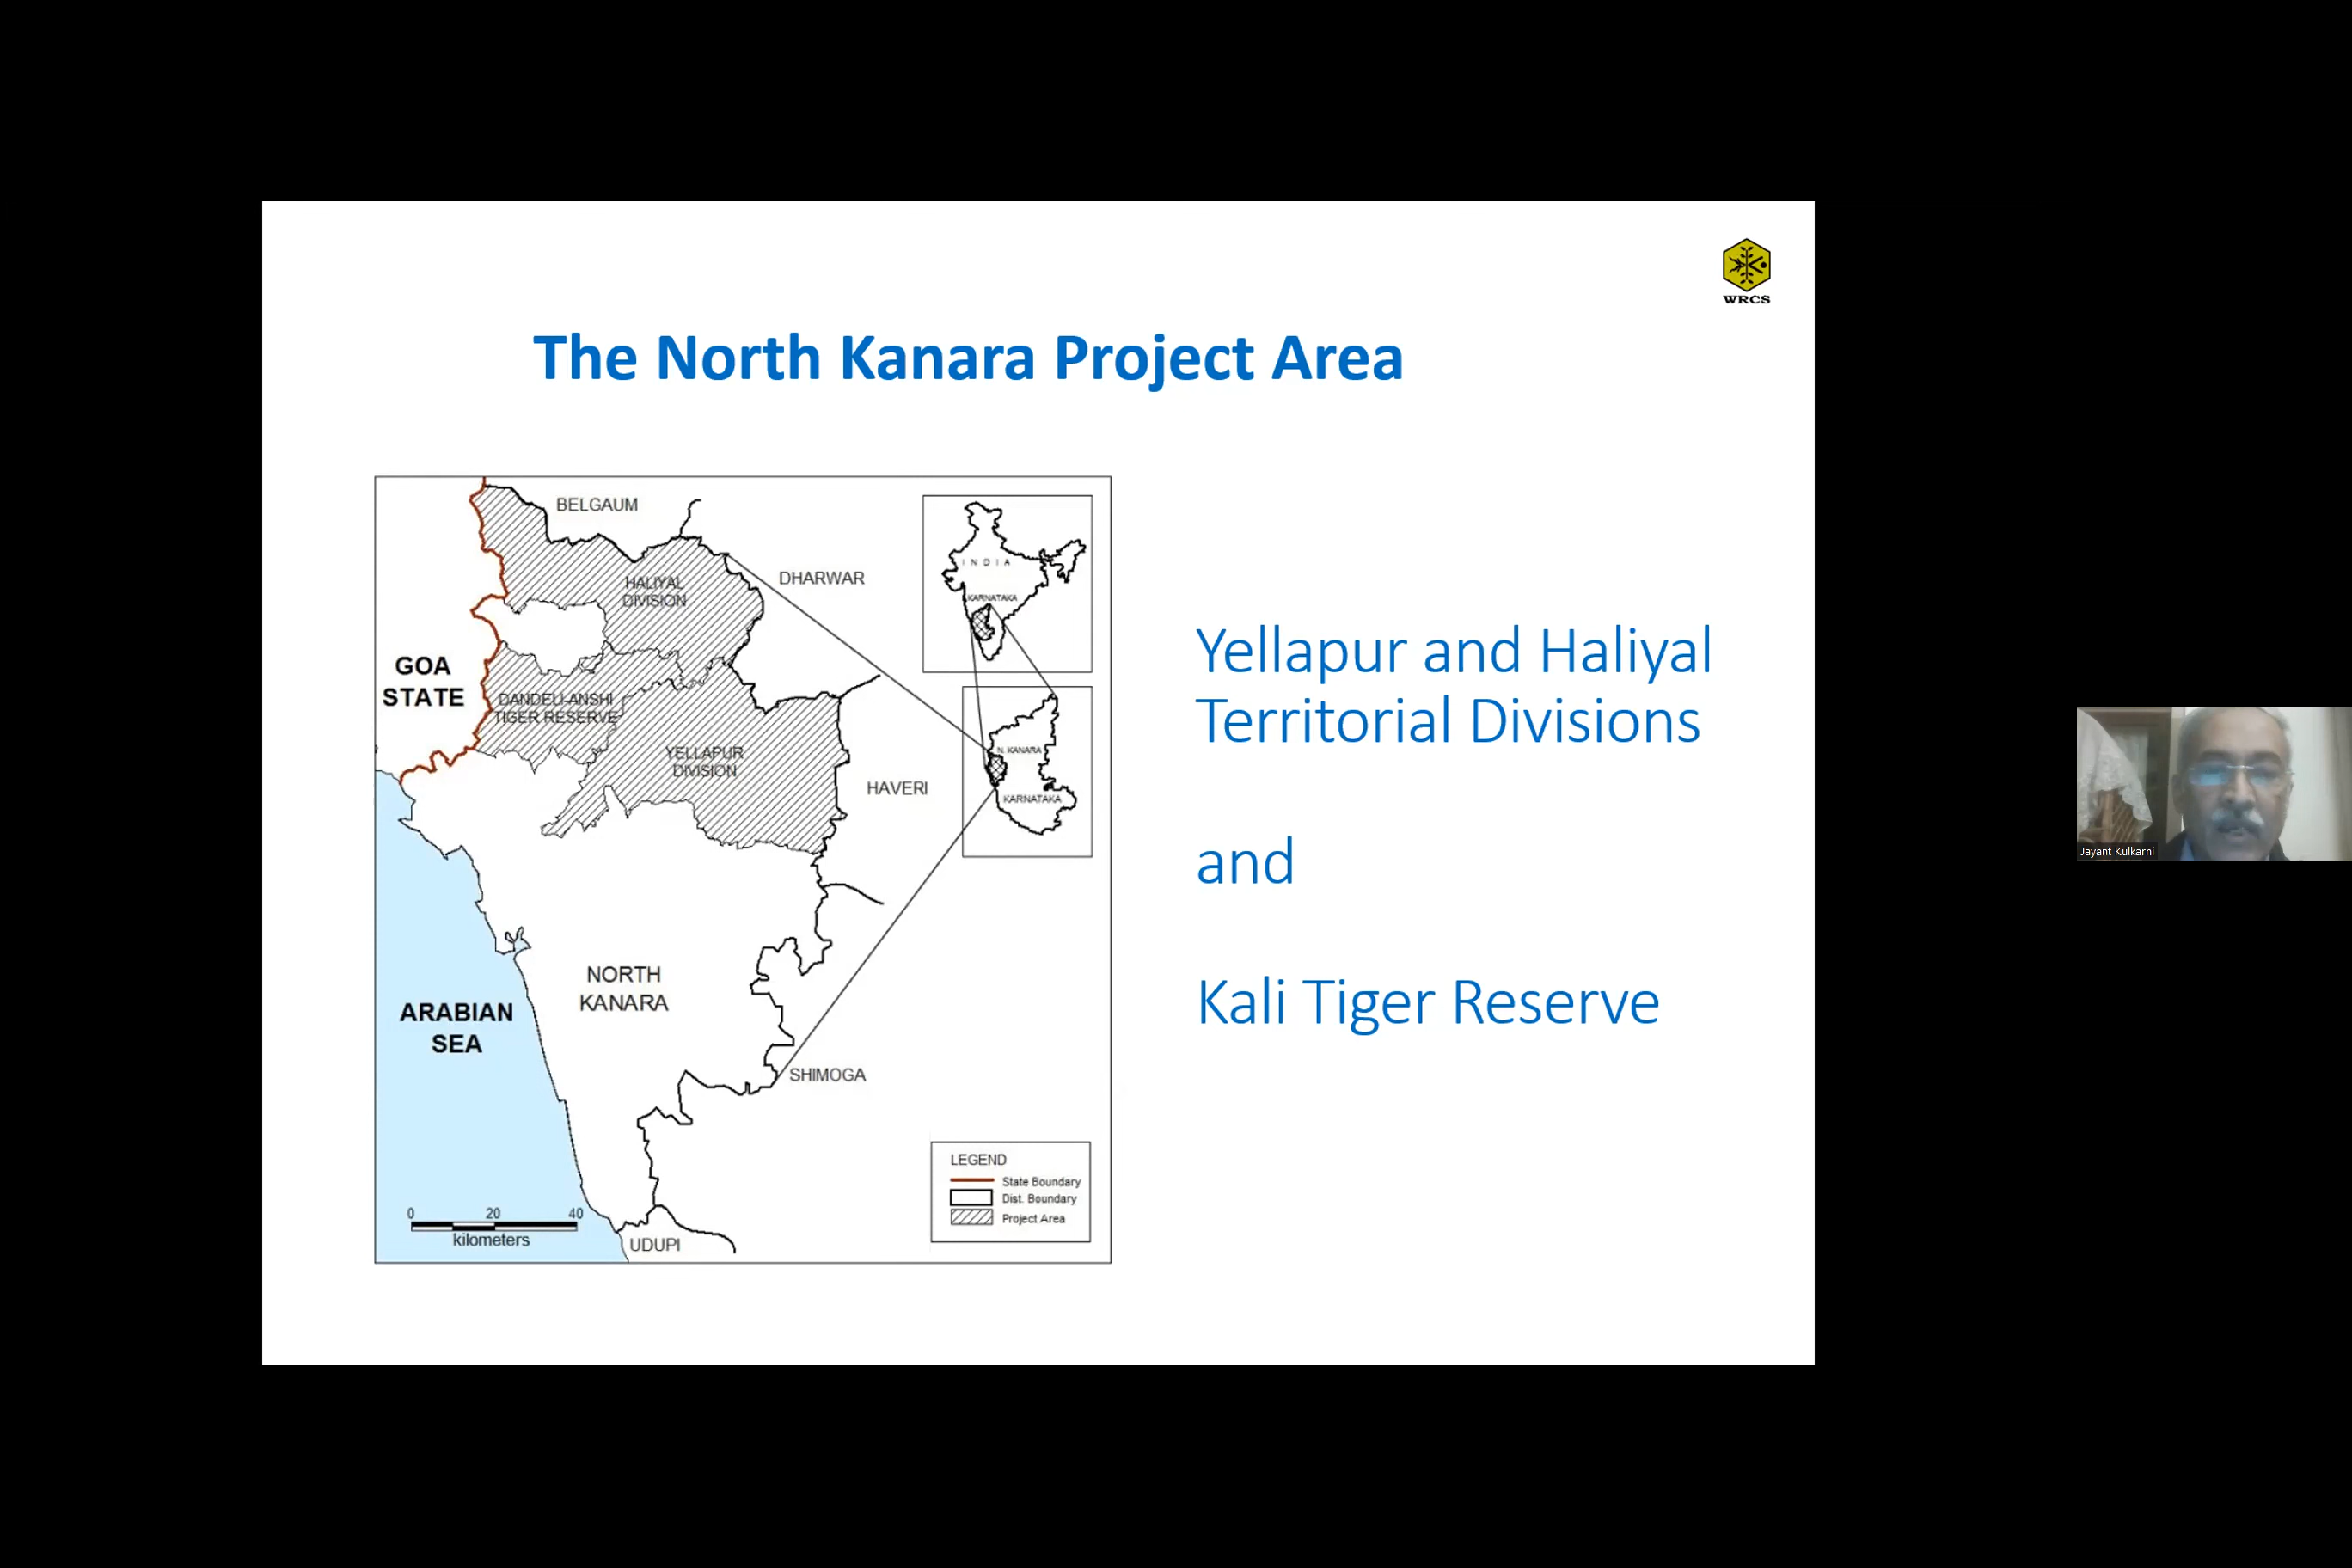 WRCS
The North Kanara Project Area
BELGAUM
DHARWAR
HALIYAL
DIVISION
GOA
STATE
DANDELI-ANSHI
TIGER RESERVE
YELLAPUR
DIVISION
HAVERI
NORTH
KANARA
ARABIAN
SEA
SHIMOGA
UDUPI
0 20 40
kilometers
INDIA
KARNATAKA
N. KANARA
KARNATAKA
LEGEND
State Boundary
Dist. Boundary
Project Area
Yellapur and Haliyal
Territorial Divisions
and
Kali Tiger Reserve
Jayant Kulkarni